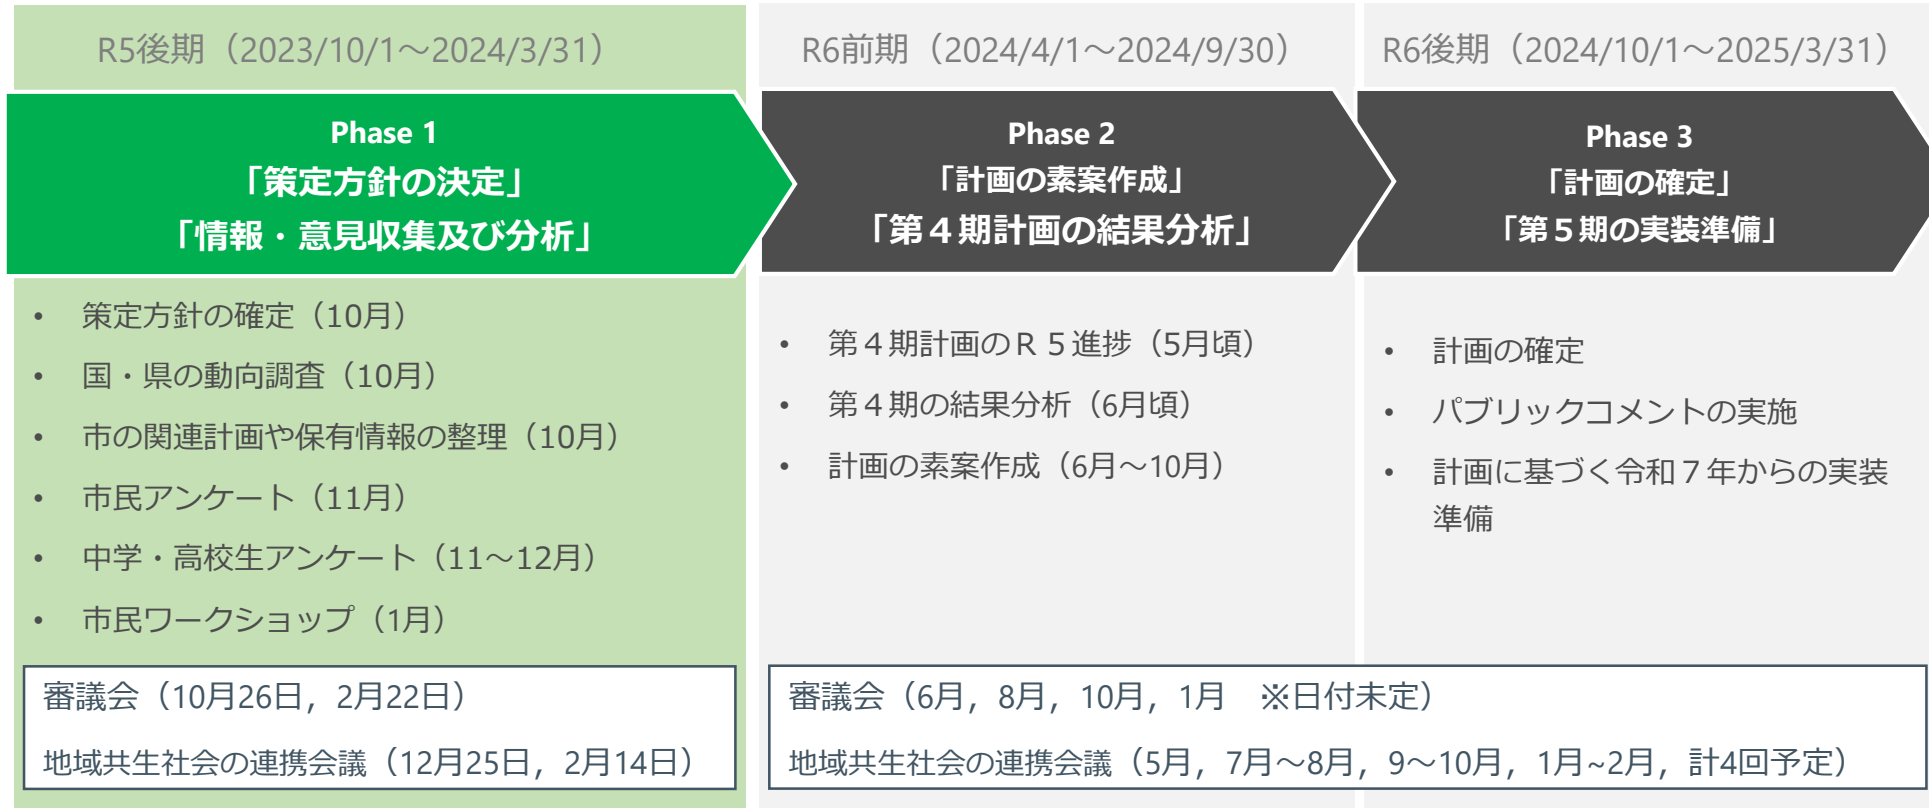 R5後期（2023/10/1～2024/3/31）
Phase 1
「策定方針の決定」
「情報・意見収集及び分析」
• 策定方針の確定（10月）
• 国・県の動向調査（10月）
• 市の関連計画や保有情報の整理（10月）
• 市民アンケート（11月）
• 中学・高校生アンケート（11～12月）
• 市民ワークショップ（1月）
審議会（10月26日，2月22日）
地域共生社会の連携会議（12月25日，2月14日）
R6前期（2024/4/1～2024/9/30）
Phase 2
「計画の素案作成」
「第４期計画の結果分析」
• 第４期計画のＲ５進捗（5月頃）
• 第４期の結果分析（6月頃）
• 計画の素案作成（6月～10月）
R6後期（2024/10/1～2025/3/31）
Phase 3
「計画の確定」
「第５期の実装準備」
• 計画の確定
• パブリックコメントの実施
• 計画に基づく令和７年からの実装
準備
審議会（6月，8月，10月，1月　※日付未定）
地域共生社会の連携会議（5月，7月～8月，9～10月，1月~2月，計4回予定）